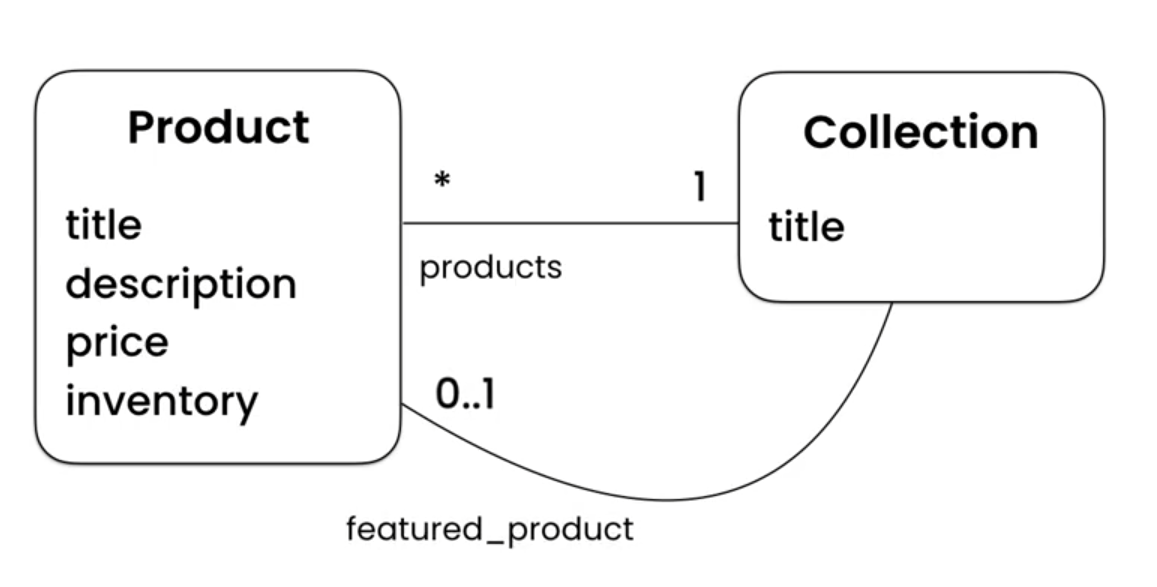 Product
title
description
price
inventory
* 1
products
Collection
title
0..1
featured_product